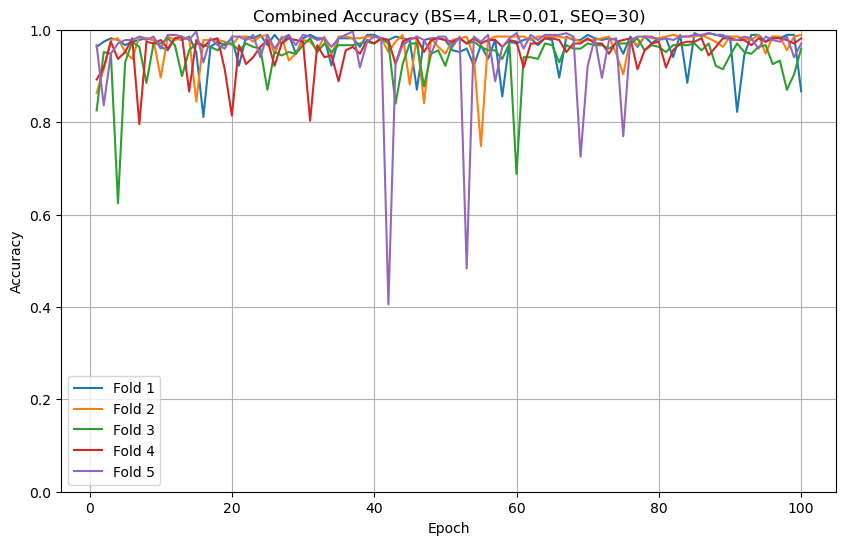 Combined Accuracy (BS=4, LR=0.01, SEQ=30)
1.0
0.8
0.6
0.4
0.2
0.0
Accuracy
Fold 1
Fold 2
Fold 3
Fold 4
Fold 5
0 20 40 60 80 100
Epoch